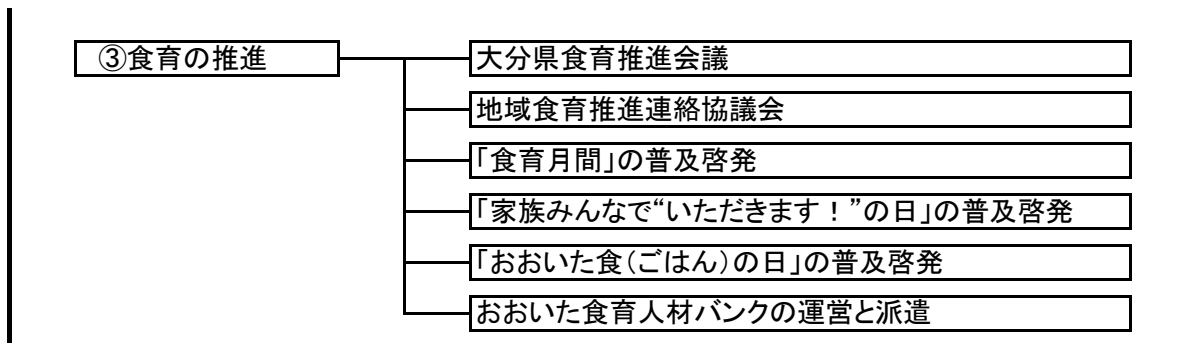 ③食育の推進
大分県食育推進会議
地域食育推進連絡協議会
「食育月間」の普及啓発
「家族みんなで“いただきます！”の日」の普及啓発
「おおいた食（ごはん）の日」の普及啓発
おおいた食育人材バンクの運営と派遣